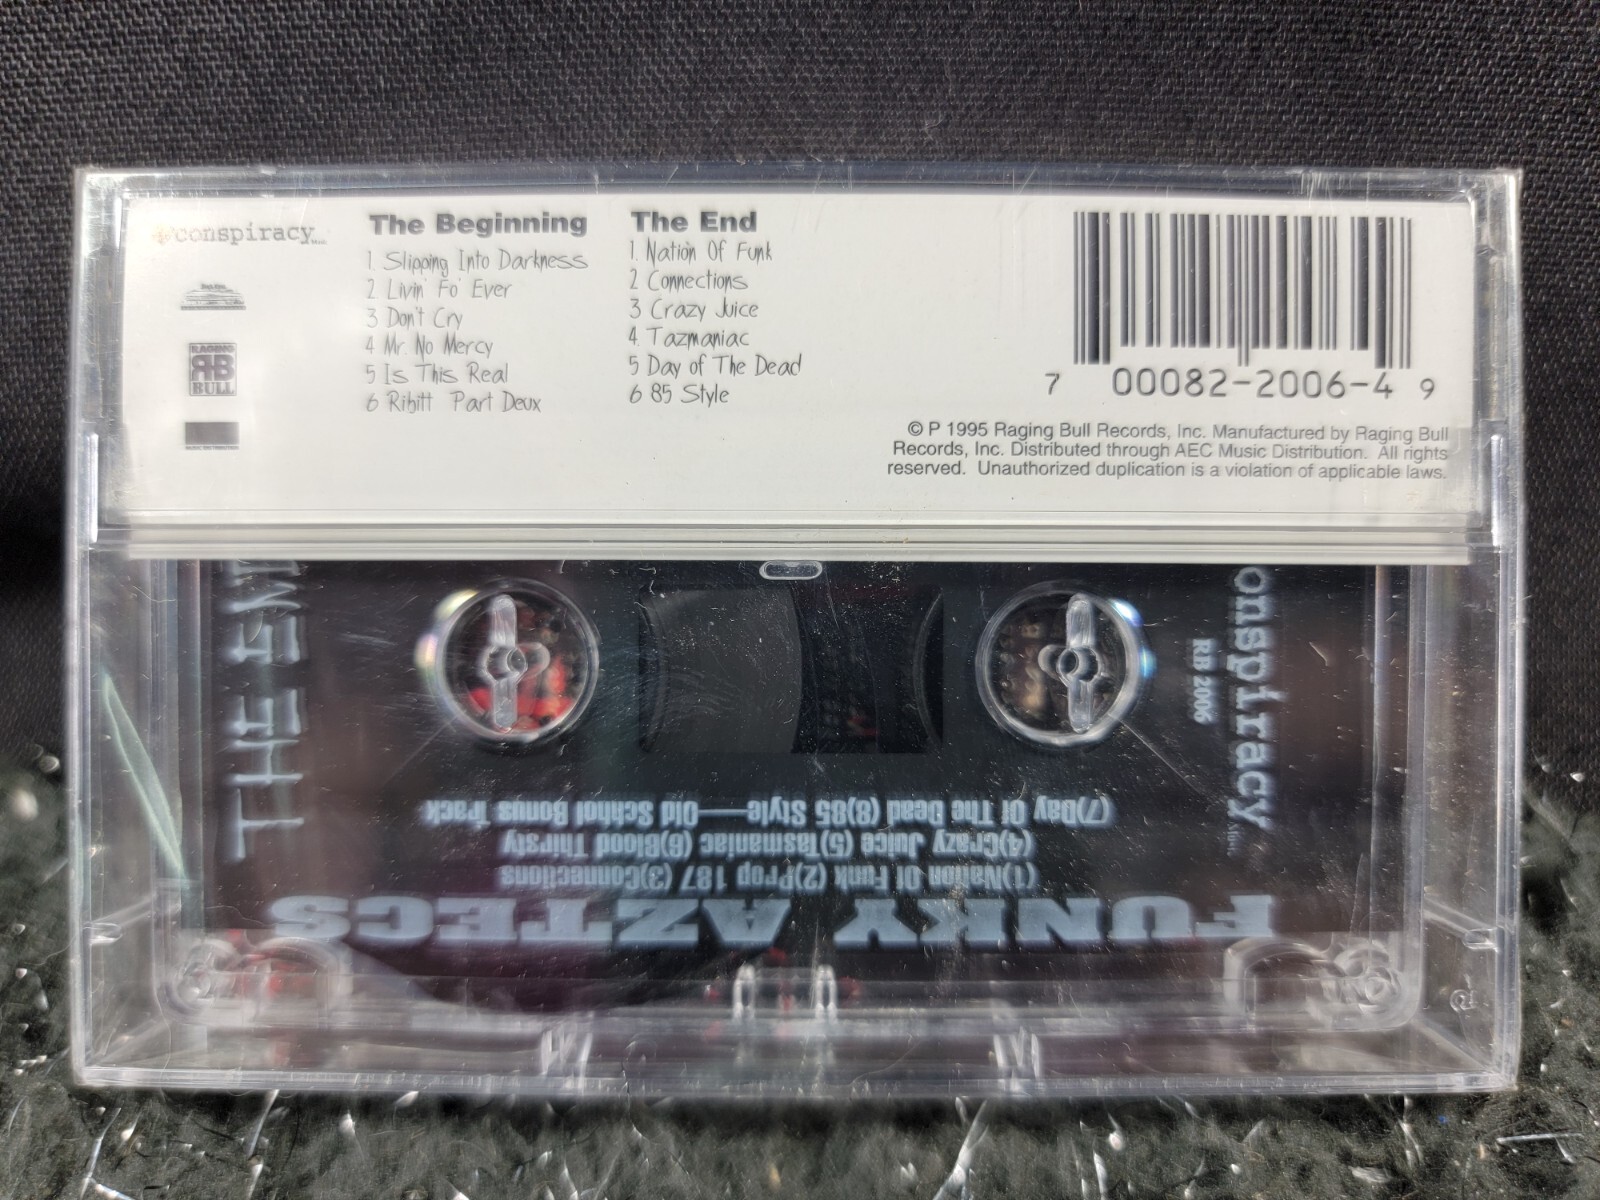 conspiracy
RAGING
RB
BULL
The Beginning
1 Slipping Into Darkness
2 Livin' Fo' Ever
3 Don't Cry
4 Mr. No Mercy
5 Is This Real
6 Ribitt Part Deux
The End
1. Nation Of Funk
2 Connections
3 Crazy Juice
4 Tazmaniac
5 Day of The Dead
6 85 Style
7 00082-2006-4 9
© P 1995 Raging Bull Records, Inc. Manufactured by Raging Bull
Records, Inc. Distributed through AEC Music Distribution. All rights
reserved. Unauthorized duplication is a violation of applicable laws.
THE EN
onspiracy
RB 2006
FUNKY AZTECS
(1)Nation Of Funk (2)Prop 187 (3)Connections
(4)Crazy Juice (5)Tasmaniac (6)Blood Thirsty
(7)Day Of The Dead (8)85 Style—Old Schhol Bonus Track